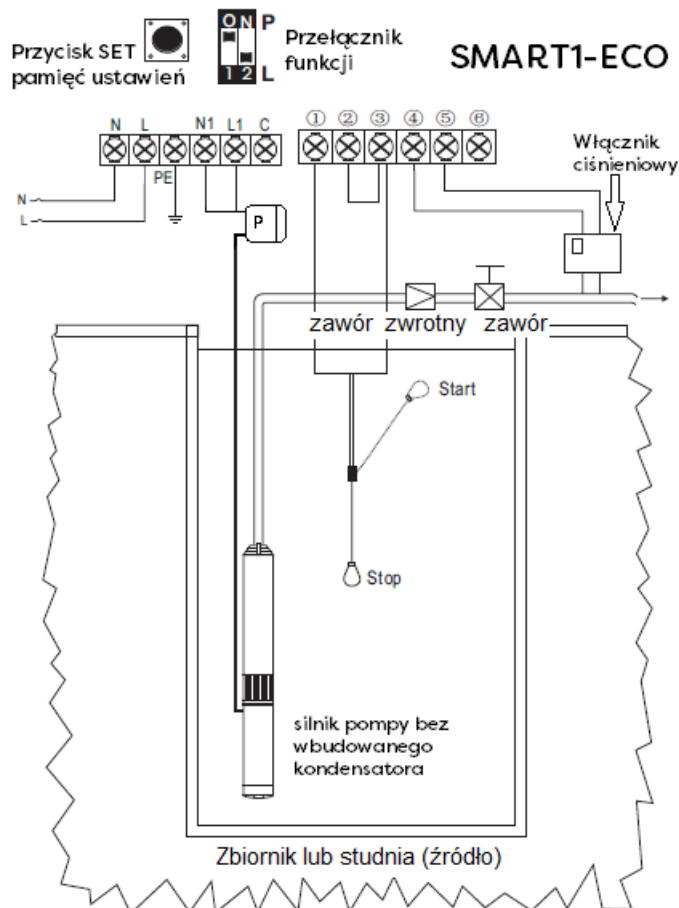 Przycisk SET
pamięć ustawień
ON P
1 2 L
Przełącznik
funkcji
SMART1-ECO
N L N1 L1 C
PE
① ② ③ ④ ⑤ ⑥
Włącznik
ciśnieniowy
N
L
P
zawór zwrotny zawór
Start
Stop
silnik pompy bez
wbudowanego
kondensatora
Zbiornik lub studnia (źródło)